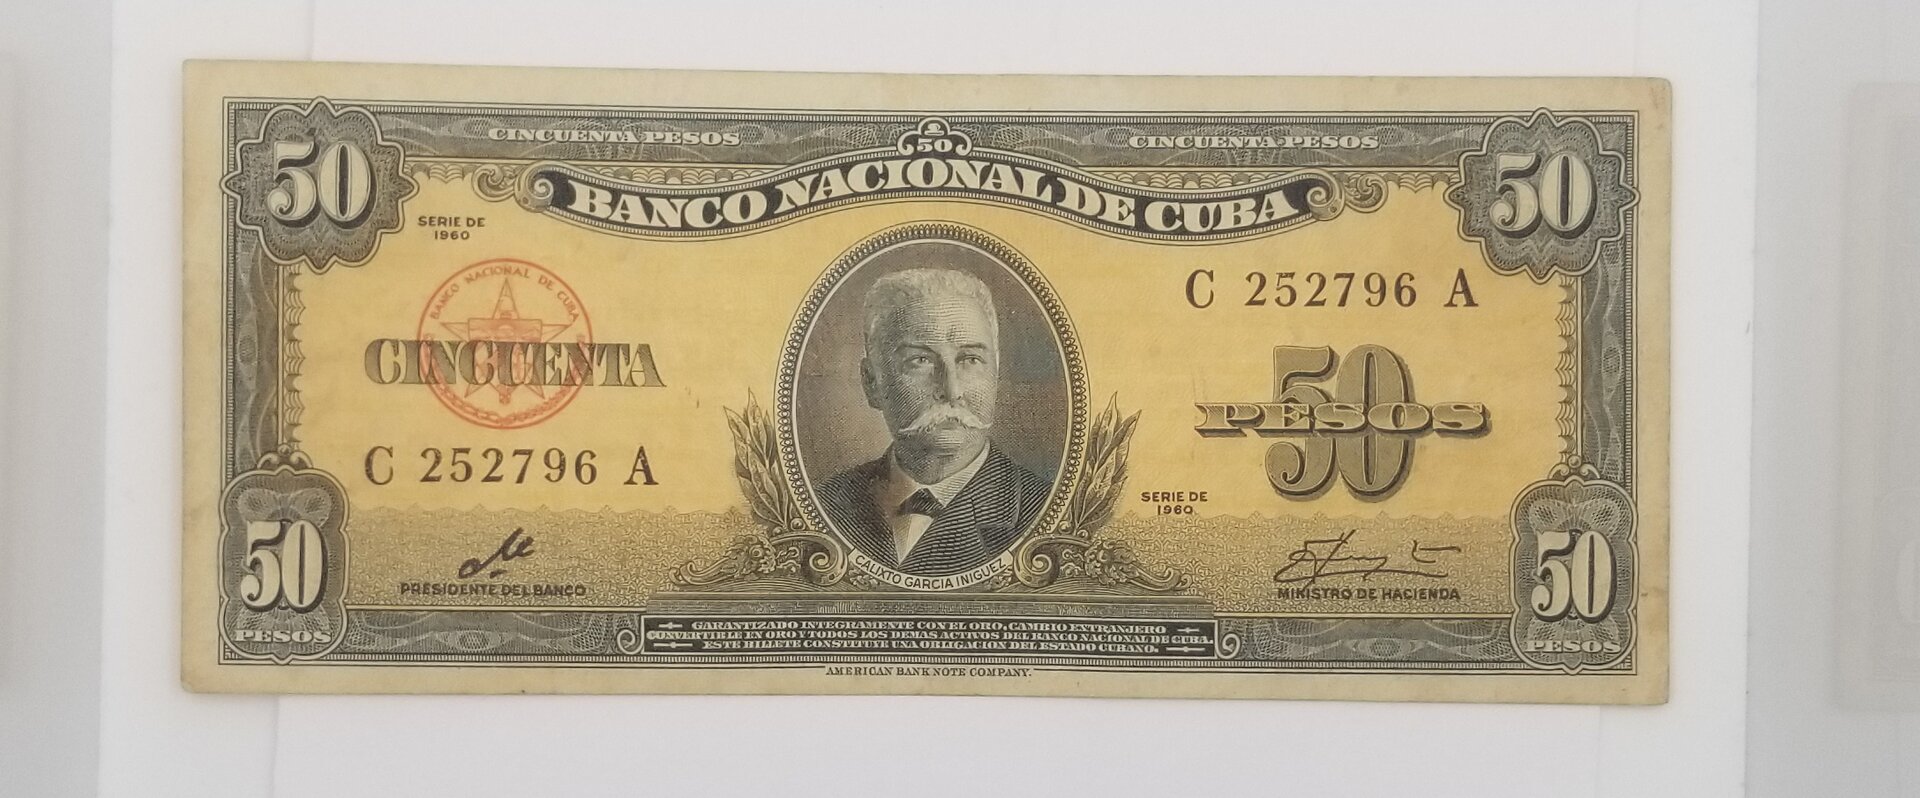 50
CINCUENTA PESOS
50
CINCUENTA PESOS
50
BANCO NACIONAL DE CUBA
SERIE DE
1960
BANCO NACIONAL DE CUBA
C 252796 A
CINCUENTA
50
PESOS
C 252796 A
SERIE DE
1960
Che
PRESIDENTE DEL BANCO
CALIXTO GARCIA IÑIGUEZ
MINISTRO DE HACIENDA
50
PESOS
50
PESOS
GARANTIZADO INTEGRAMENTE CON EL ORO, CAMBIO EXTRANJERO
CONVERTIBLE EN ORO Y TODOS LOS DEMAS ACTIVOS DEL BANCO NACIONAL DE CUBA.
ESTE BILLETE CONSTITUYE UNA OBLIGACION DEL ESTADO CUBANO.
AMERICAN BANK NOTE COMPANY.